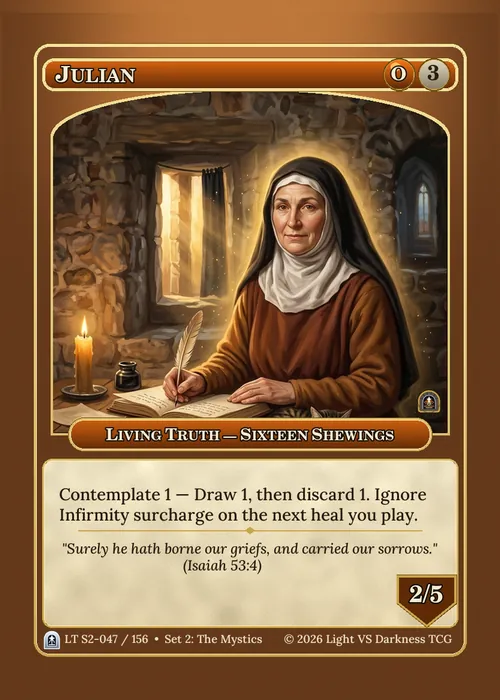 JULIAN
O 3
LIVING TRUTH — SIXTEEN SHEWINGS
Contemplate 1 — Draw 1, then discard 1. Ignore
Infirmity surcharge on the next heal you play.
"Surely he hath borne our griefs, and carried our sorrows."
(Isaiah 53:4)
2/5
LT S2-047 / 156 • Set 2: The Mystics © 2026 Light VS Darkness TCG